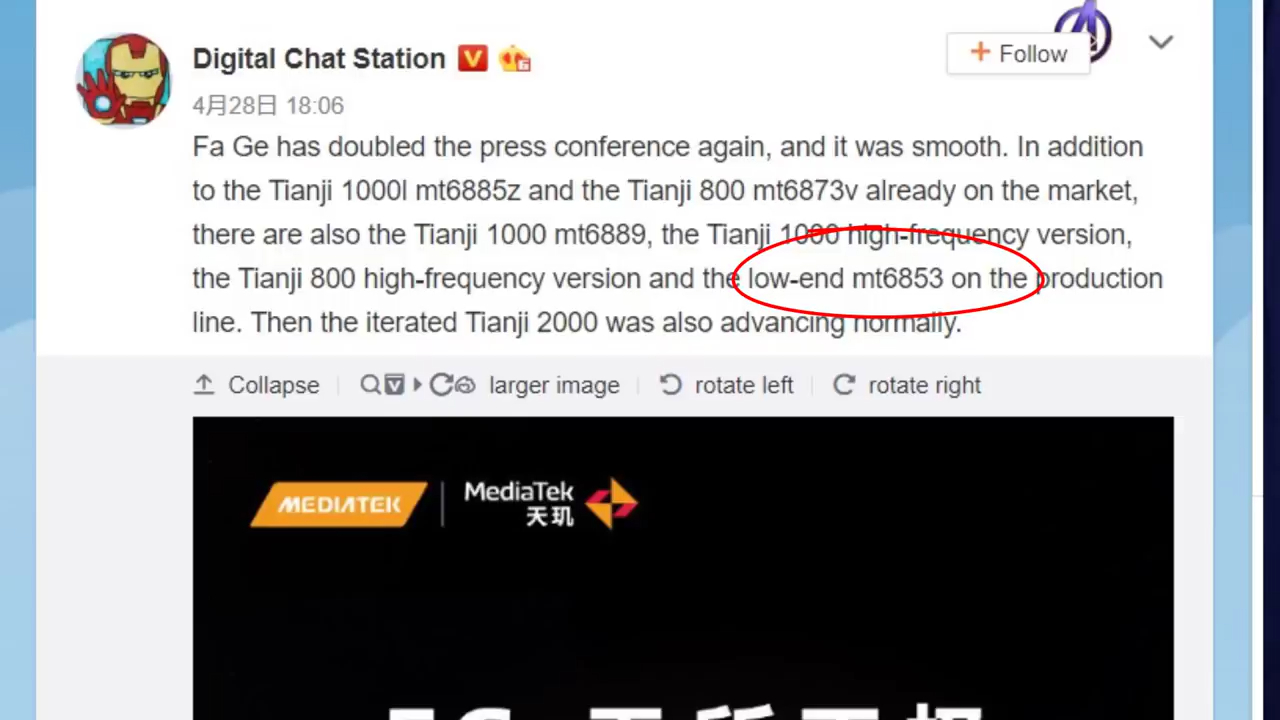 Digital Chat Station
Follow
4月28日 18:06
Fa Ge has doubled the press conference again, and it was smooth. In addition
to the Tianji 1000l mt6885z and the Tianji 800 mt6873v already on the market,
there are also the Tianji 1000 mt6889, the Tianji 1000 high-frequency version,
the Tianji 800 high-frequency version and the low-end mt6853 on the production
line. Then the iterated Tianji 2000 was also advancing normally.
Collapse larger image rotate left rotate right
MEDIATEK MediaTek
天玑